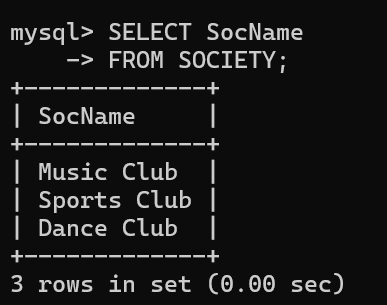 mysql> SELECT SocName
    -> FROM SOCIETY;
+-------------+
| SocName     |
+-------------+
| Music Club  |
| Sports Club |
| Dance Club  |
+-------------+
3 rows in set (0.00 sec)